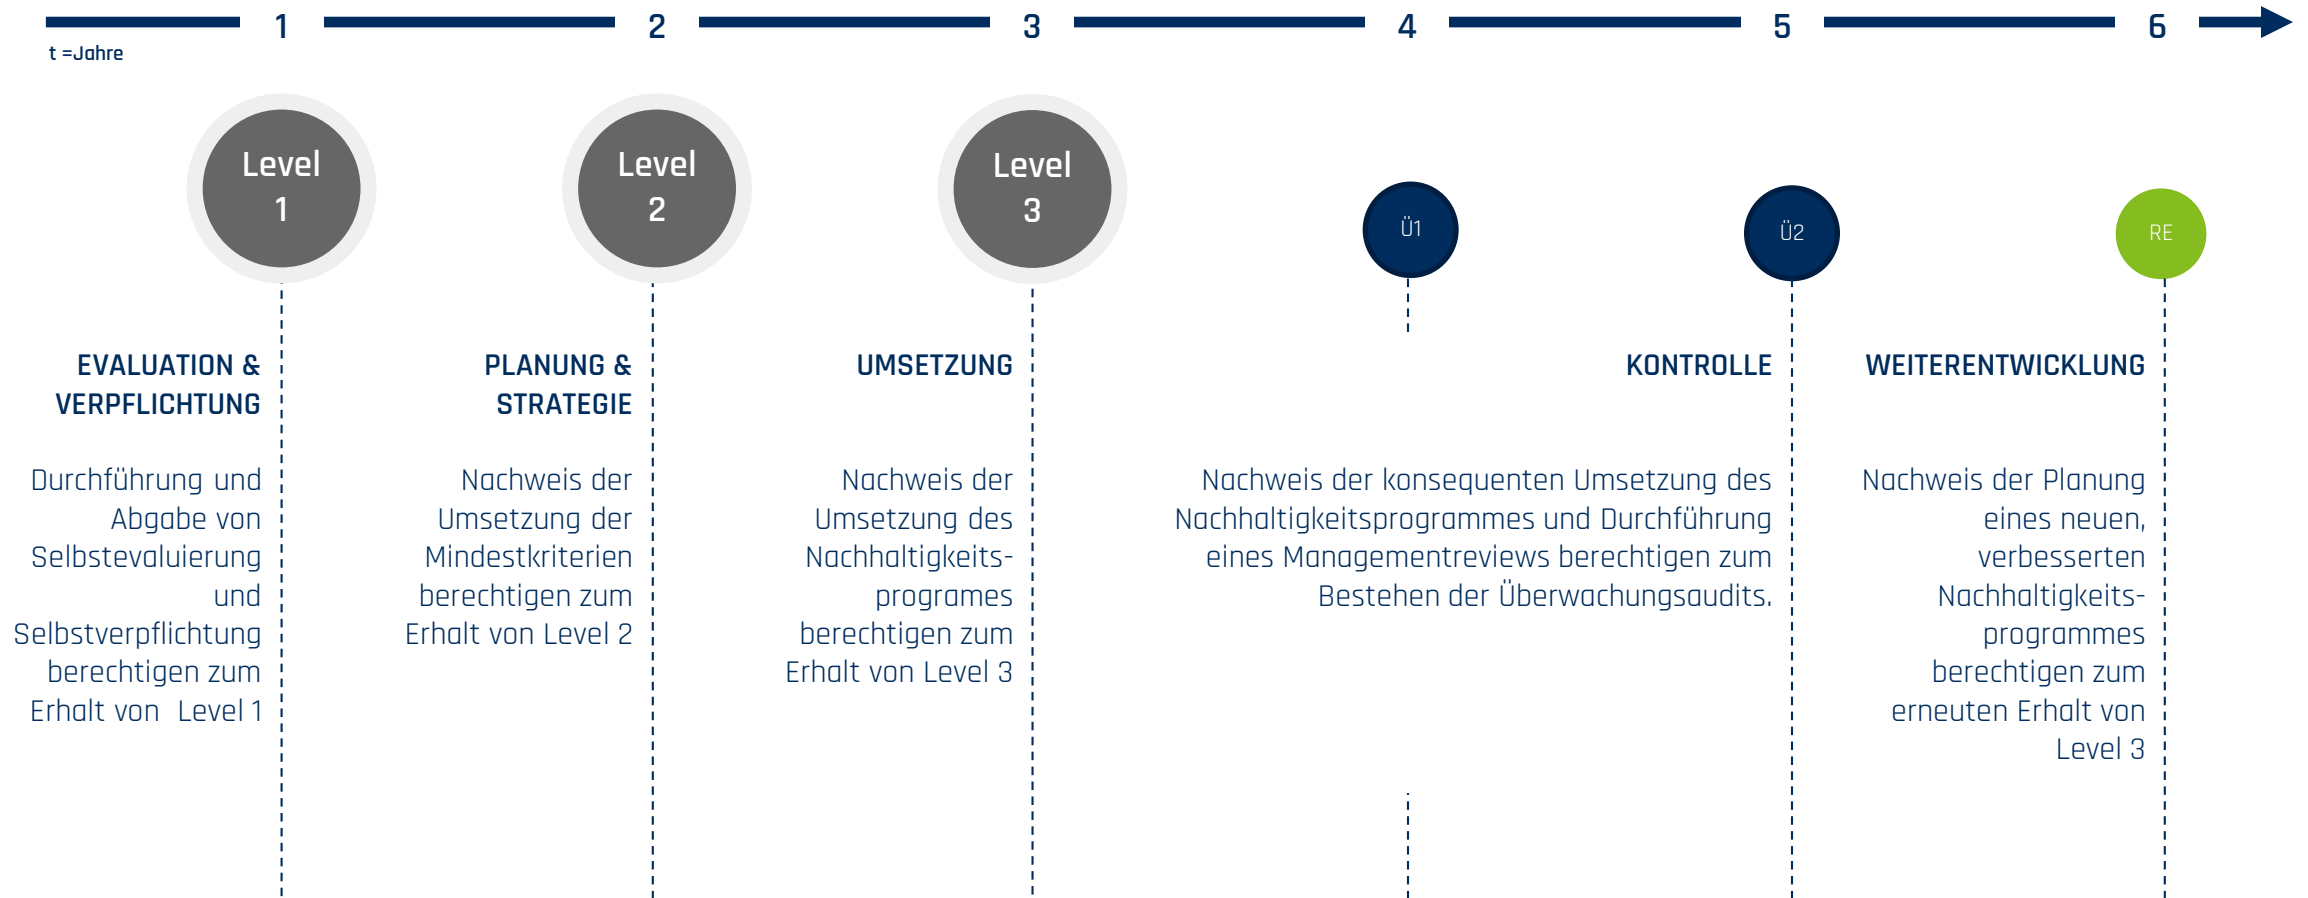 1 2 3 4 5 6
t =Jahre
Level
1
Level
2
Level
3
Ü1
Ü2
RE
EVALUATION &
VERPFLICHTUNG
Durchführung und
Abgabe von
Selbstevaluierung
und
Selbstverpflichtung
berechtigen zum
Erhalt von Level 1
PLANUNG &
STRATEGIE
Nachweis der
Umsetzung der
Mindestkriterien
berechtigen zum
Erhalt von Level 2
UMSETZUNG
Nachweis der
Umsetzung des
Nachhaltigkeits-
programes
berechtigen zum
Erhalt von Level 3
KONTROLLE
Nachweis der konsequenten Umsetzung des
Nachhaltigkeitsprogrammes und Durchführung
eines Managementreviews berechtigen zum
Bestehen der Überwachungsaudits.
WEITERENTWICKLUNG
Nachweis der Planung
eines neuen,
verbesserten
Nachhaltigkeits-
programmes
berechtigen zum
erneuten Erhalt von
Level 3